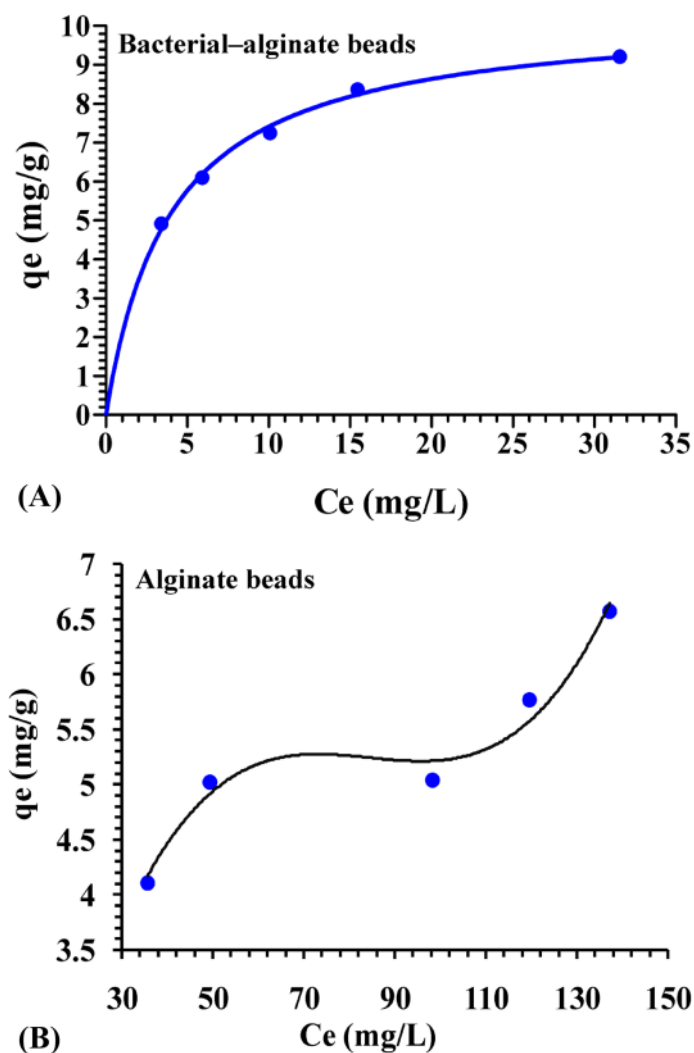 10
Bacterial–alginate beads
9
8
7
6
5
4
3
2
1
0
qe (mg/g)
0 5 10 15 20 25 30 35
(A) Ce (mg/L)
7
Alginate beads
6.5
6
5.5
5
4.5
4
3.5
qe (mg/g)
30 50 70 90 110 130 150
(B) Ce (mg/L)